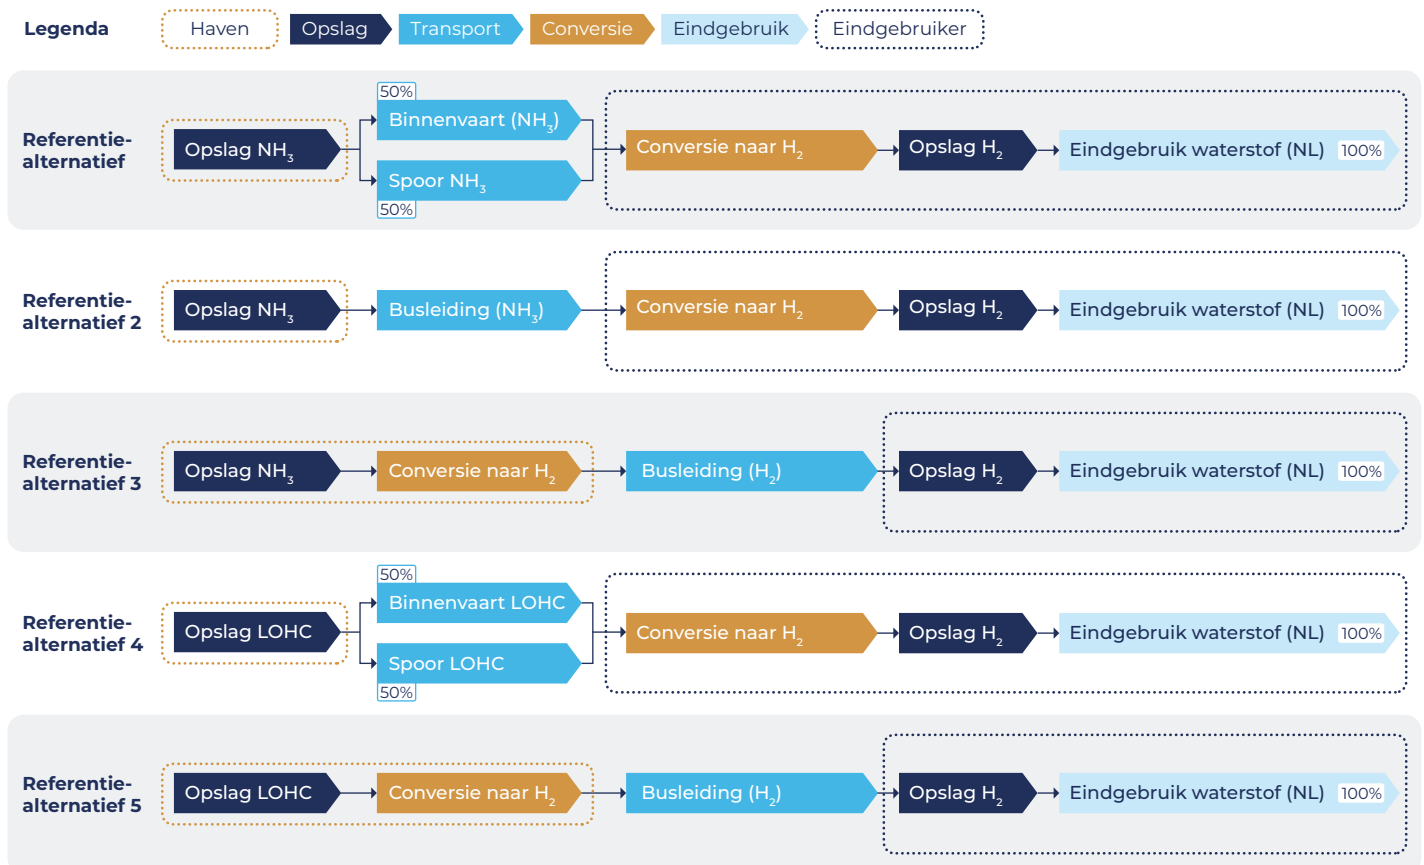 Legenda
Haven
Opslag
Transport
Conversie
Eindgebruik
Eindgebruiker
Referentie-
alternatief
Opslag NH₃
50%
Binnenvaart (NH₃)
Spoor NH₃
50%
Conversie naar H₂
Opslag H₂
Eindgebruik waterstof (NL) 100%
Referentie-
alternatief 2
Opslag NH₃
Busleiding (NH₃)
Conversie naar H₂
Opslag H₂
Eindgebruik waterstof (NL) 100%
Referentie-
alternatief 3
Opslag NH₃
Conversie naar H₂
Busleiding (H₂)
Opslag H₂
Eindgebruik waterstof (NL) 100%
Referentie-
alternatief 4
Opslag LOHC
50%
Binnenvaart LOHC
Spoor LOHC
50%
Conversie naar H₂
Opslag H₂
Eindgebruik waterstof (NL) 100%
Referentie-
alternatief 5
Opslag LOHC
Conversie naar H₂
Busleiding (H₂)
Opslag H₂
Eindgebruik waterstof (NL) 100%